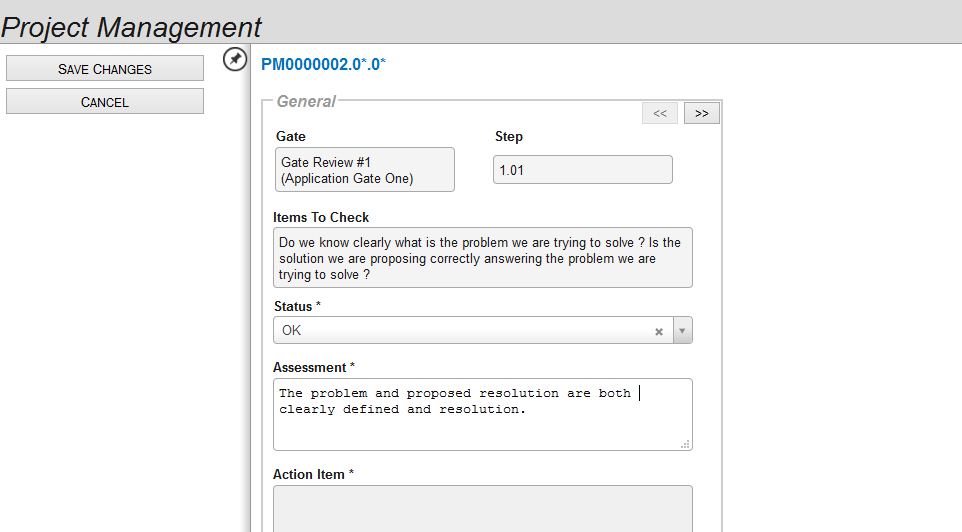 Project Management
SAVE CHANGES
CANCEL
PM0000002.0*.0*
General
<< >>
Gate Step
Gate Review #1
(Application Gate One)
1.01
Items To Check
Do we know clearly what is the problem we are trying to solve ? Is the
solution we are proposing correctly answering the problem we are
trying to solve ?
Status *
OK
Assessment *
The problem and proposed resolution are both
clearly defined and resolution.
Action Item *